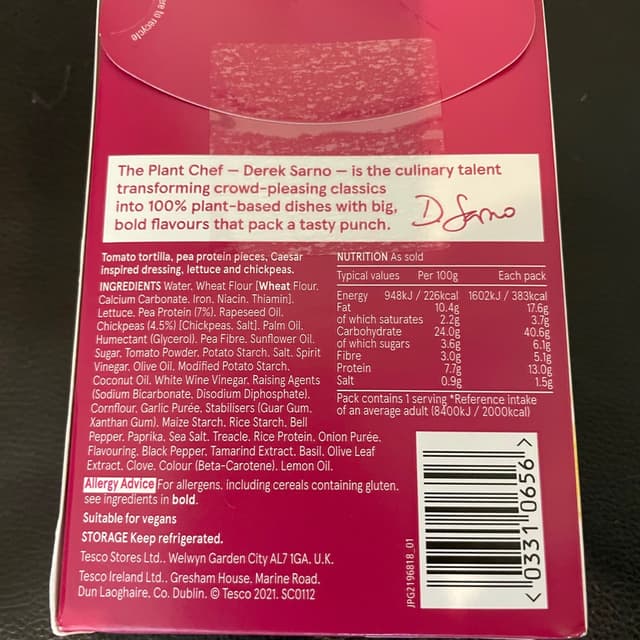 re to recycle
The Plant Chef — Derek Sarno — is the culinary talent
transforming crowd-pleasing classics
into 100% plant-based dishes with big,
bold flavours that pack a tasty punch.
D Sarno
Tomato tortilla, pea protein pieces, Caesar
inspired dressing, lettuce and chickpeas.
INGREDIENTS Water, Wheat Flour [Wheat Flour,
Calcium Carbonate, Iron, Niacin, Thiamin],
Lettuce, Pea Protein (7%), Rapeseed Oil,
Chickpeas (4.5%) [Chickpeas, Salt], Palm Oil,
Humectant (Glycerol), Pea Fibre, Sunflower Oil,
Sugar, Tomato Powder, Potato Starch, Salt, Spirit
Vinegar, Olive Oil, Modified Potato Starch,
Coconut Oil, White Wine Vinegar, Raising Agents
(Sodium Bicarbonate, Disodium Diphosphate),
Cornflour, Garlic Purée, Stabilisers (Guar Gum,
Xanthan Gum), Maize Starch, Rice Starch, Bell
Pepper, Paprika, Sea Salt, Treacle, Rice Protein, Onion Purée,
Flavouring, Black Pepper, Tamarind Extract, Basil, Olive Leaf
Extract, Clove, Colour (Beta-Carotene), Lemon Oil.
Allergy Advice For allergens, including cereals containing gluten,
see ingredients in bold.
Suitable for vegans
STORAGE Keep refrigerated.
Tesco Stores Ltd., Welwyn Garden City AL7 1GA, U.K.
Tesco Ireland Ltd., Gresham House, Marine Road,
Dun Laoghaire, Co. Dublin. © Tesco 2021. SC0112
NUTRITION As sold
Typical values Per 100g Each pack
Energy 948kJ / 226kcal 1602kJ / 383kcal
Fat 10.4g 17.6g
of which saturates 2.2g 3.7g
Carbohydrate 24.0g 40.6g
of which sugars 3.6g 6.1g
Fibre 3.0g 5.1g
Protein 7.7g 13.0g
Salt 0.9g 1.5g
Pack contains 1 serving *Reference intake
of an average adult (8400kJ / 2000kcal)
JPG2196818_01
<0331 0656>